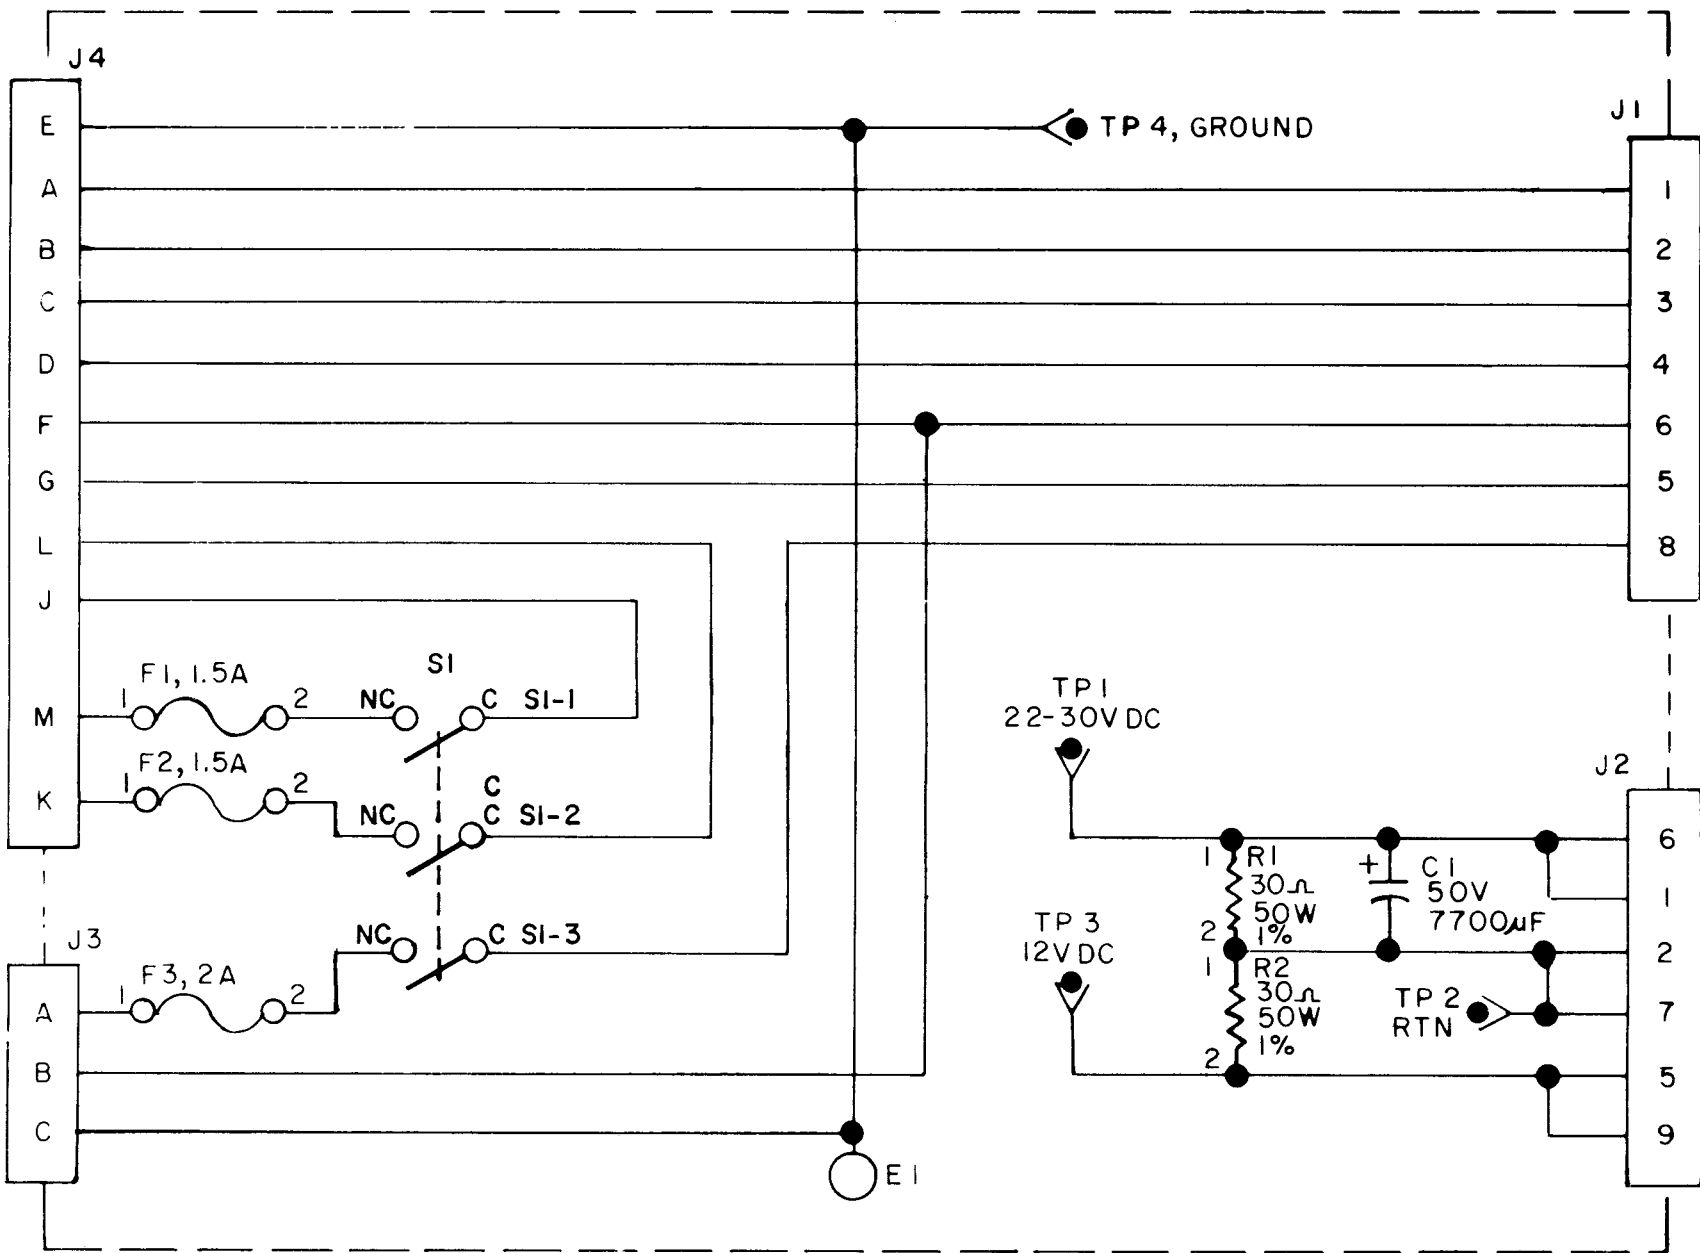 J4
J1
E
TP 4, GROUND
A
1
B
2
C
3
D
4
F
6
G
5
L
8
J
S1
F1, 1.5A
1
2
NC
C
S1-1
M
F2, 1.5A
1
2
NC
C
C
S1-2
K
J3
F3, 2A
1
2
NC
C
S1-3
A
B
C
E1
TP1
22-30V DC
J2
6
1
R1
30Ω
50W
1%
2
+
C1
50V
7700µF
1
TP 3
12V DC
2
1
R2
30Ω
50W
1%
2
TP 2
RTN
7
5
9